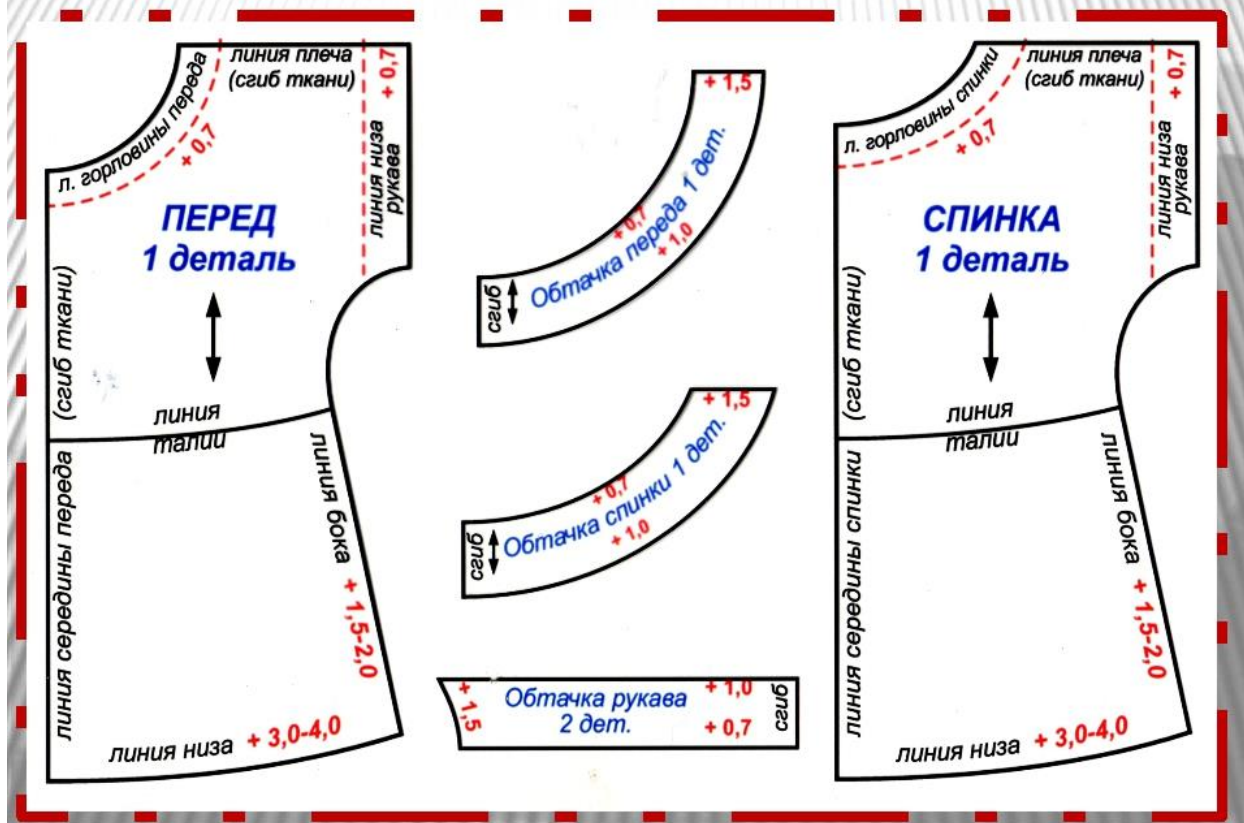 л. горловины переда
+ 0,7
линия плеча
(сгиб ткани)
+ 0,7
линия низа
рукава
ПЕРЕД
1 деталь
(сгиб ткани)
линия
талии
линия середины переда
линия бока + 1,5-2,0
линия низа + 3,0-4,0
+ 1,5
Обтачка переда 1 дет.
+ 0,7
+ 1,0
сгиб
+ 1,5
Обтачка спинки 1 дет.
+ 0,7
+ 1,0
сгиб
+ 1,5
Обтачка рукава
2 дет.
+ 1,0
+ 0,7
сгиб
л. горловины спинки
+ 0,7
линия плеча
(сгиб ткани)
+ 0,7
линия низа
рукава
СПИНКА
1 деталь
(сгиб ткани)
линия
талии
линия середины спинки
линия бока + 1,5-2,0
линия низа + 3,0-4,0